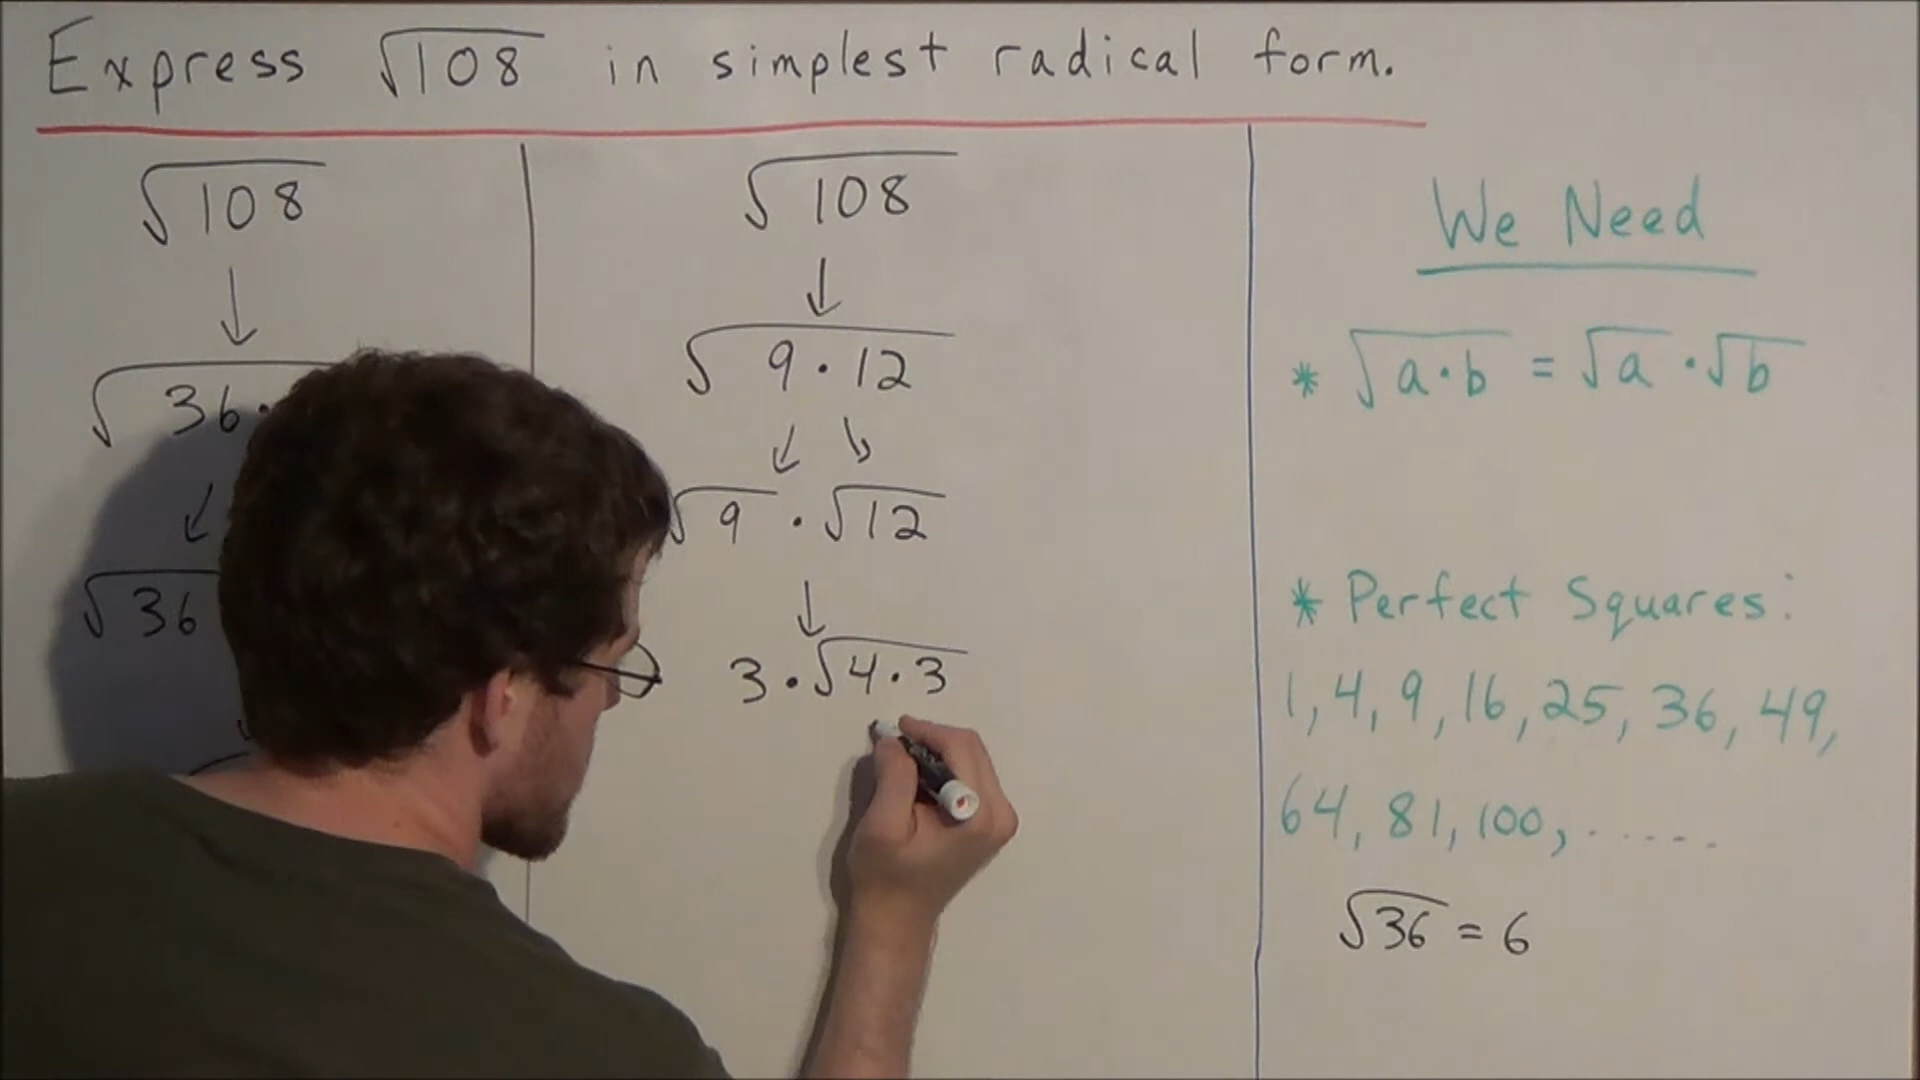 Express √108 in simplest radical form.
√108
↓
√36 ·
↙
√36
√108
↓
√9 · 12
↙ ↘
√9 · √12
↓
3 · √4 · 3
We Need
* √a · b = √a · √b
* Perfect Squares:
1, 4, 9, 16, 25, 36, 49,
64, 81, 100, ......
√36 = 6